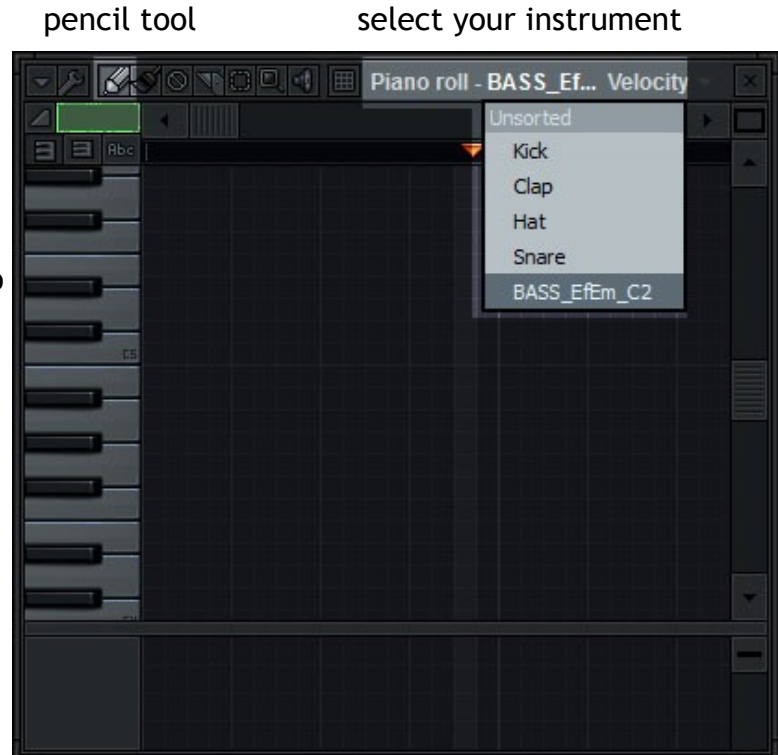 pencil tool select your instrument
Piano roll - BASS_Ef... Velocity
Unsorted
Abc
Kick
Clap
Hat
Snare
BASS_EfEm_C2
C5